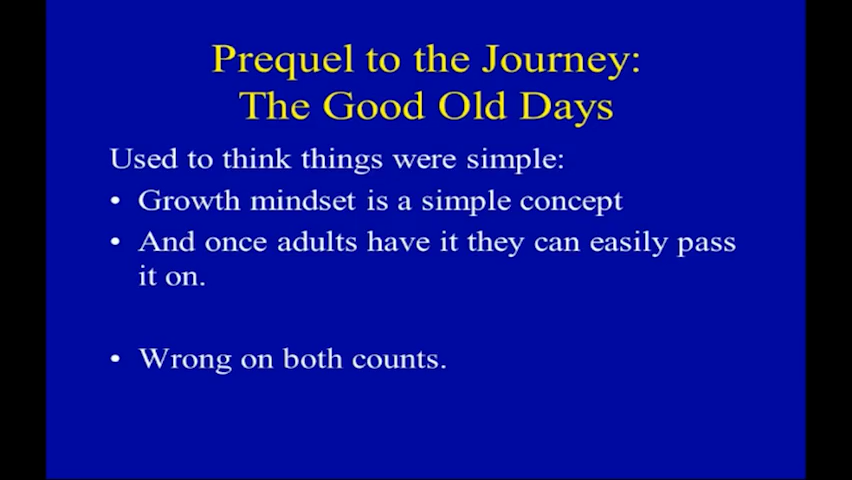 Prequel to the Journey:
The Good Old Days
Used to think things were simple:
• Growth mindset is a simple concept
• And once adults have it they can easily pass
it on.
• Wrong on both counts.